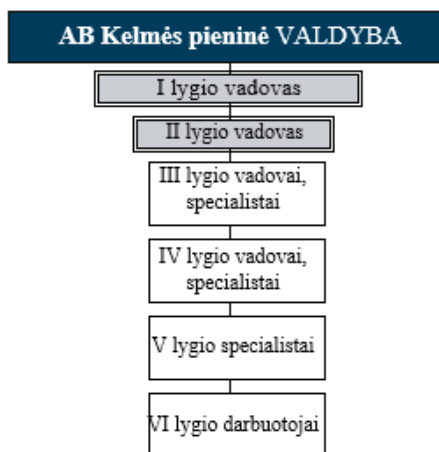 AB Kelmės pieninė VALDYBA
I lygio vadovas
II lygio vadovas
III lygio vadovai,
specialistai
IV lygio vadovai,
specialistai
V lygio specialistai
VI lygio darbuotojai